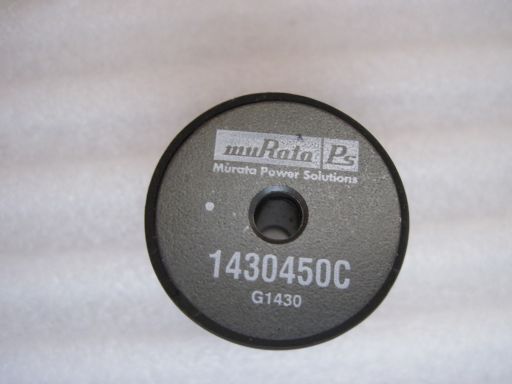 muRata Ps
Murata Power Solutions
1430450C
G1430